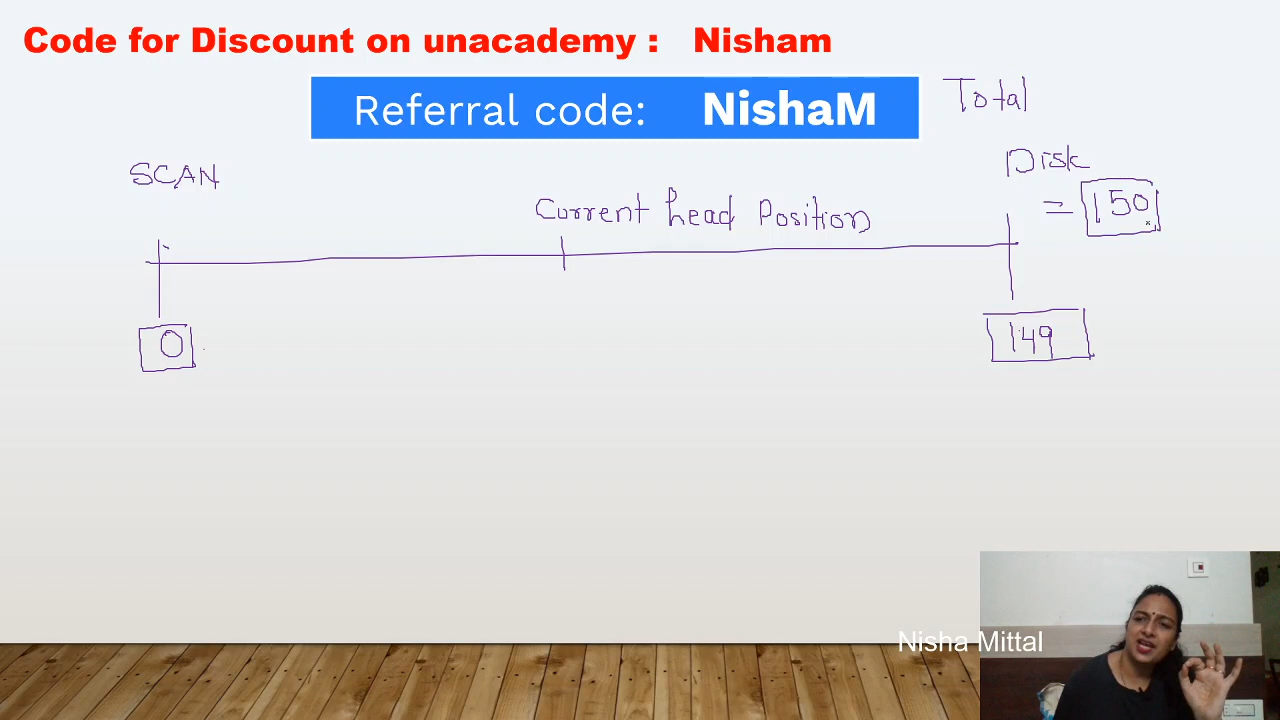 Code for Discount on unacademy : Nisham
Referral code: NishaM
Total
Disk
= 150
SCAN
Current head Position
0
149
Nisha Mittal